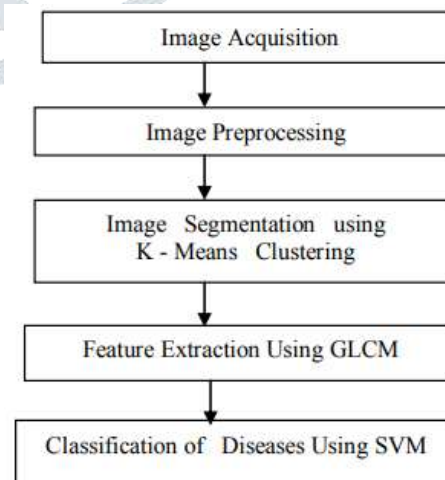 Image Acquisition
Image Preprocessing
Image Segmentation using
K - Means Clustering
Feature Extraction Using GLCM
Classification of Diseases Using SVM